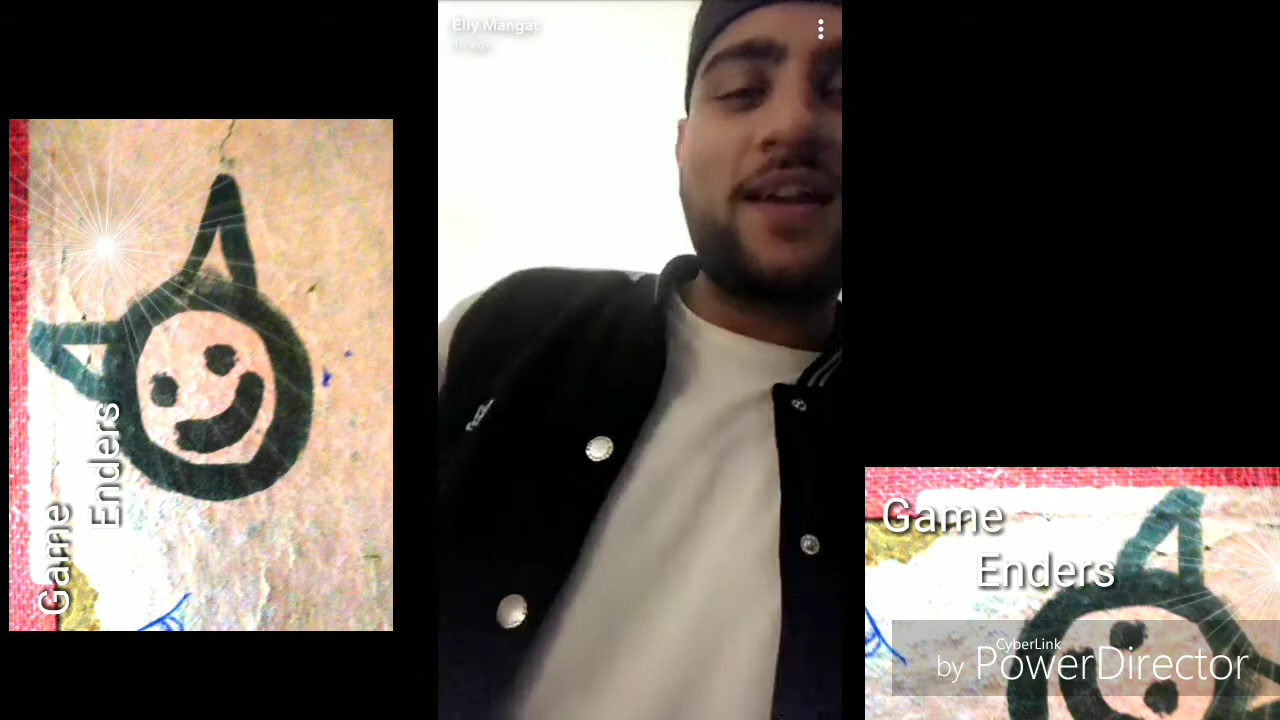 Game
Enders
Elly Mangat
Game
Enders
CyberLink
by PowerDirector